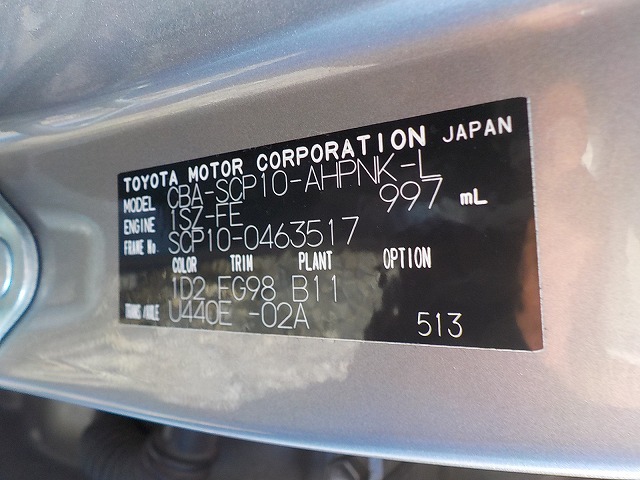 TOYOTA MOTOR CORPORATION JAPAN
MODEL CBA-SCP10-AHPNK-L
ENGINE 1SZ-FE 997 mL
FRAME No. SCP10-0463517
COLOR TRIM PLANT OPTION
1D2 EG98 B11
TRANS/AXLE U440E -02A 513